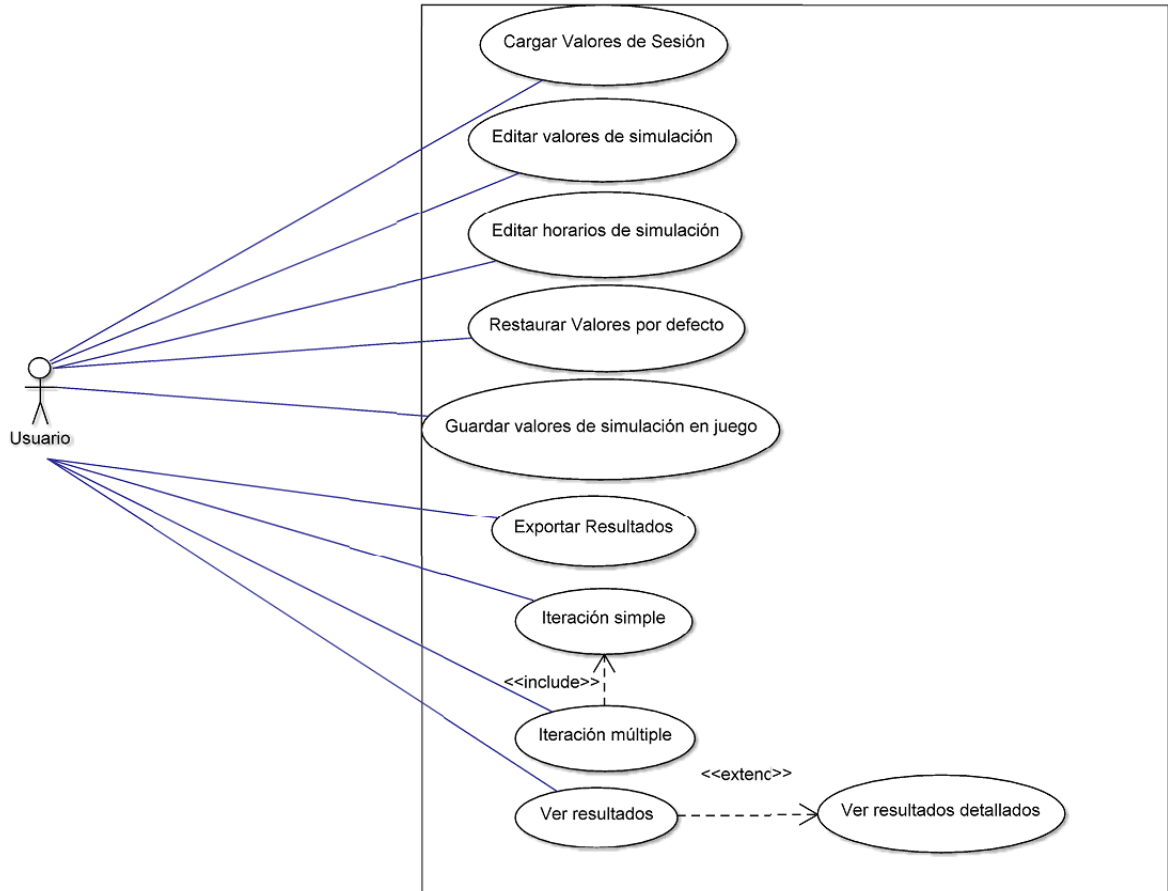 Cargar Valores de Sesión
Editar valores de simulación
Editar horarios de simulación
Restaurar Valores por defecto
Usuario
Guardar valores de simulación en juego
Exportar Resultados
Iteración simple
<<include>>
Iteración múltiple
<<extend>>
Ver resultados
Ver resultados detallados